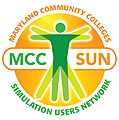 MARYLAND COMMUNITY COLLEGES
MCC SUN
SIMULATION USERS NETWORK